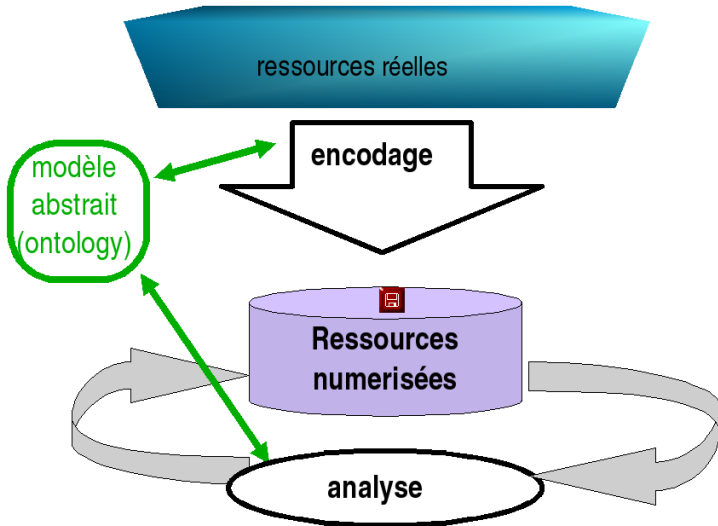 ressources réelles
encodage
modèle
abstrait
(ontology)
Ressources
numerisées
analyse